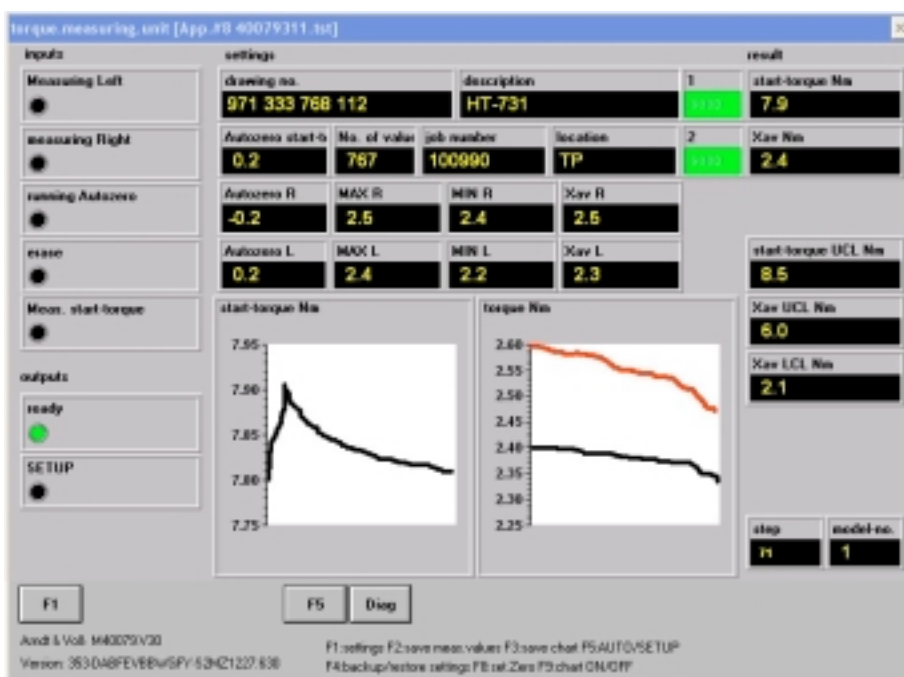 torque.measuring.unit [App.#8 40079311.tst]
inputs
settings
result
Measuring Left
drawing no.
971 333 768 112
description
HT-731
1
start-torque Nm
7.9
measuring Right
Autozero start-t
0.2
No. of value
767
job number
100990
location
TP
2
Xav Nm
2.4
running Autozero
Autozero R
-0.2
MAX R
2.5
MIN R
2.4
Xav R
2.5
erase
Autozero L
0.2
MAX L
2.4
MIN L
2.2
Xav L
2.3
start-torque UCL Nm
8.5
Meas. start-torque
Xav UCL Nm
6.0
Xav LCL Nm
2.1
outputs
ready
SETUP
start-torque Nm
7.95
7.90
7.85
7.80
7.75
torque Nm
2.60
2.55
2.50
2.45
2.40
2.35
2.30
2.25
step
71
model-no.
1
F1
F5
Diag
Arndt & Voß M40079.V30
Version:
F1:settings F2:save meas.values F3:save chart F5:AUTO/SETUP
F4:backup/restore settings F8:set Zero F9:chart ON/OFF